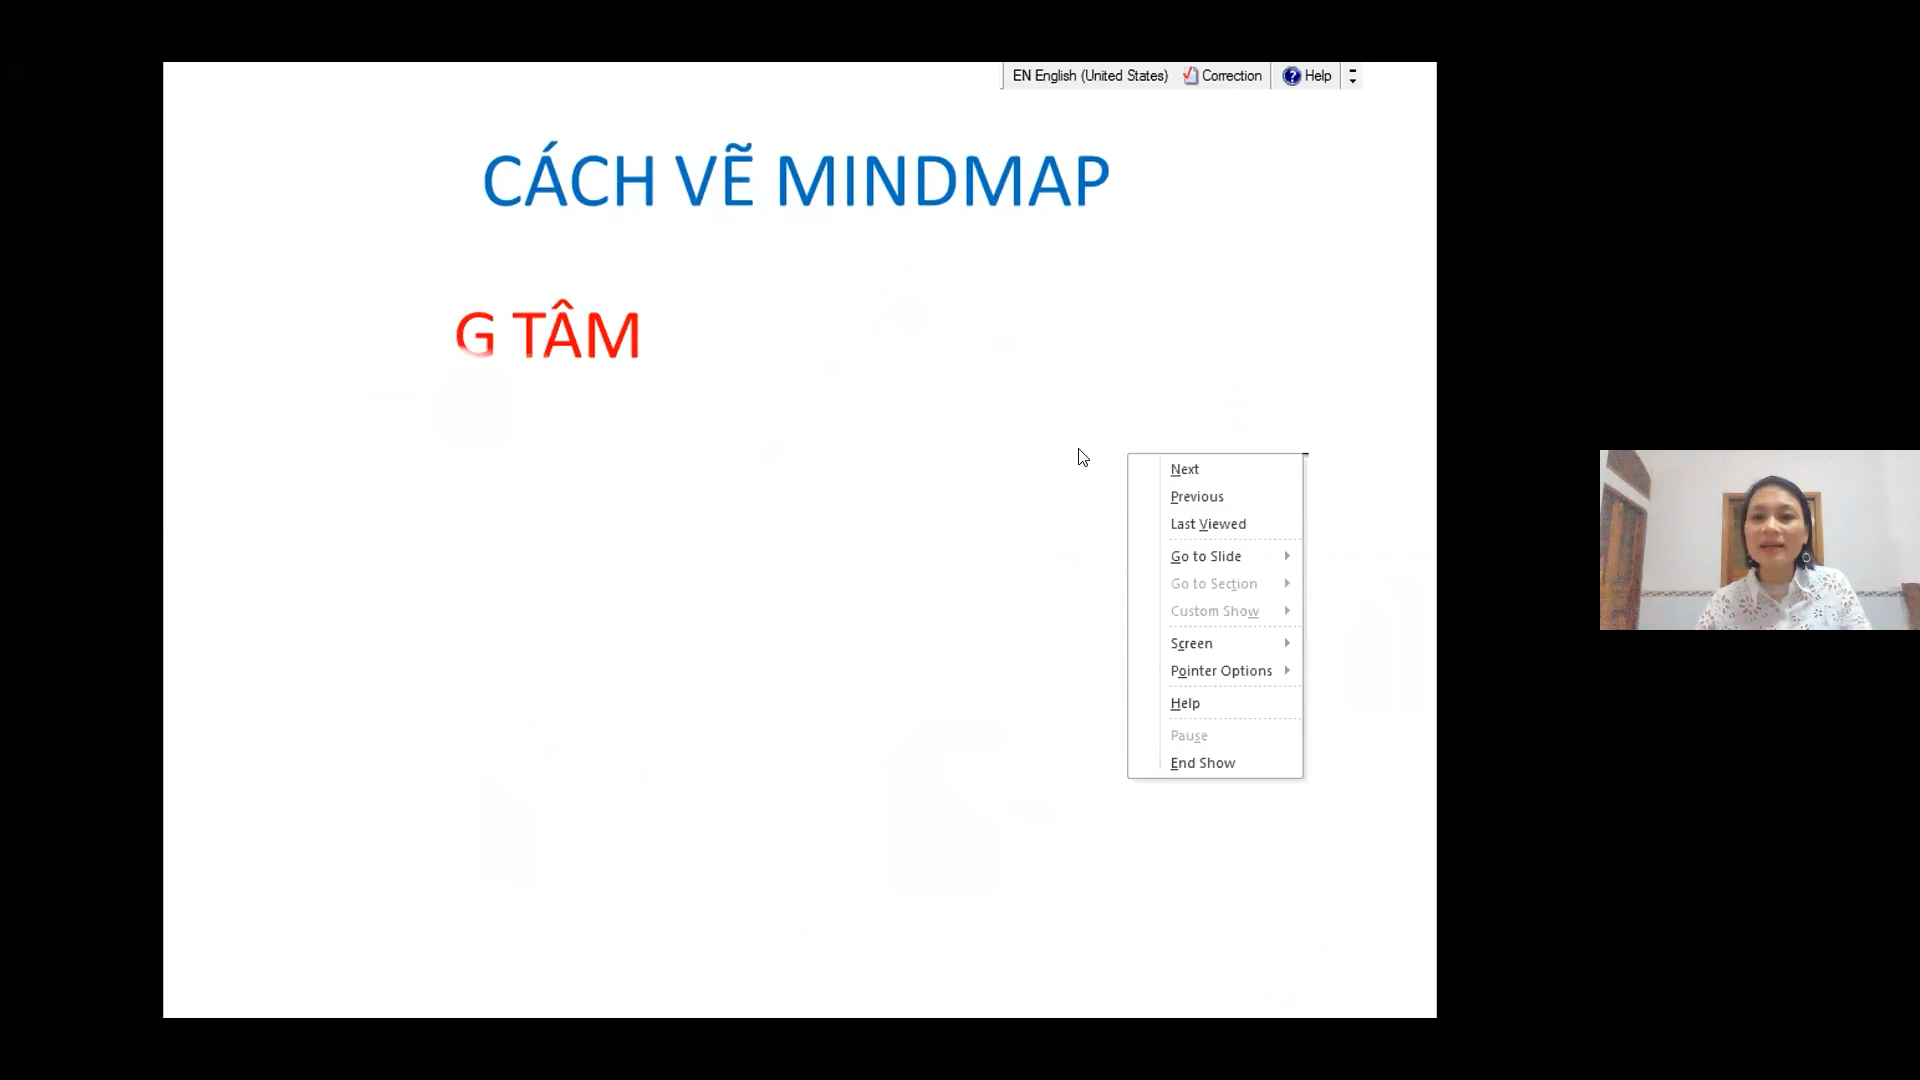 EN English (United States) Correction Help
CÁCH VẼ MINDMAP
G TÂM
Next
Previous
Last Viewed
Go to Slide
Go to Section
Custom Show
Screen
Pointer Options
Help
Pause
End Show